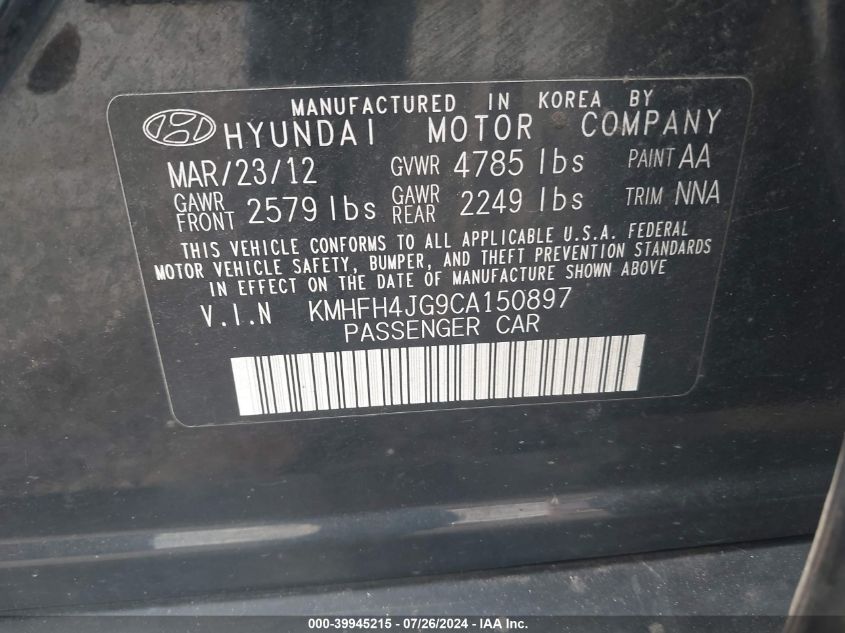 MANUFACTURED IN KOREA BY
HYUNDAI MOTOR COMPANY
MAR/23/12 GVWR 4785 lbs PAINT AA
GAWR FRONT 2579 lbs GAWR REAR 2249 lbs TRIM NNA
THIS VEHICLE CONFORMS TO ALL APPLICABLE U.S.A. FEDERAL
MOTOR VEHICLE SAFETY, BUMPER, AND THEFT PREVENTION STANDARDS
IN EFFECT ON THE DATE OF MANUFACTURE SHOWN ABOVE
V.I.N KMHFH4JG9CA150897
PASSENGER CAR
000-39945215 - 07/26/2024 - IAA Inc.